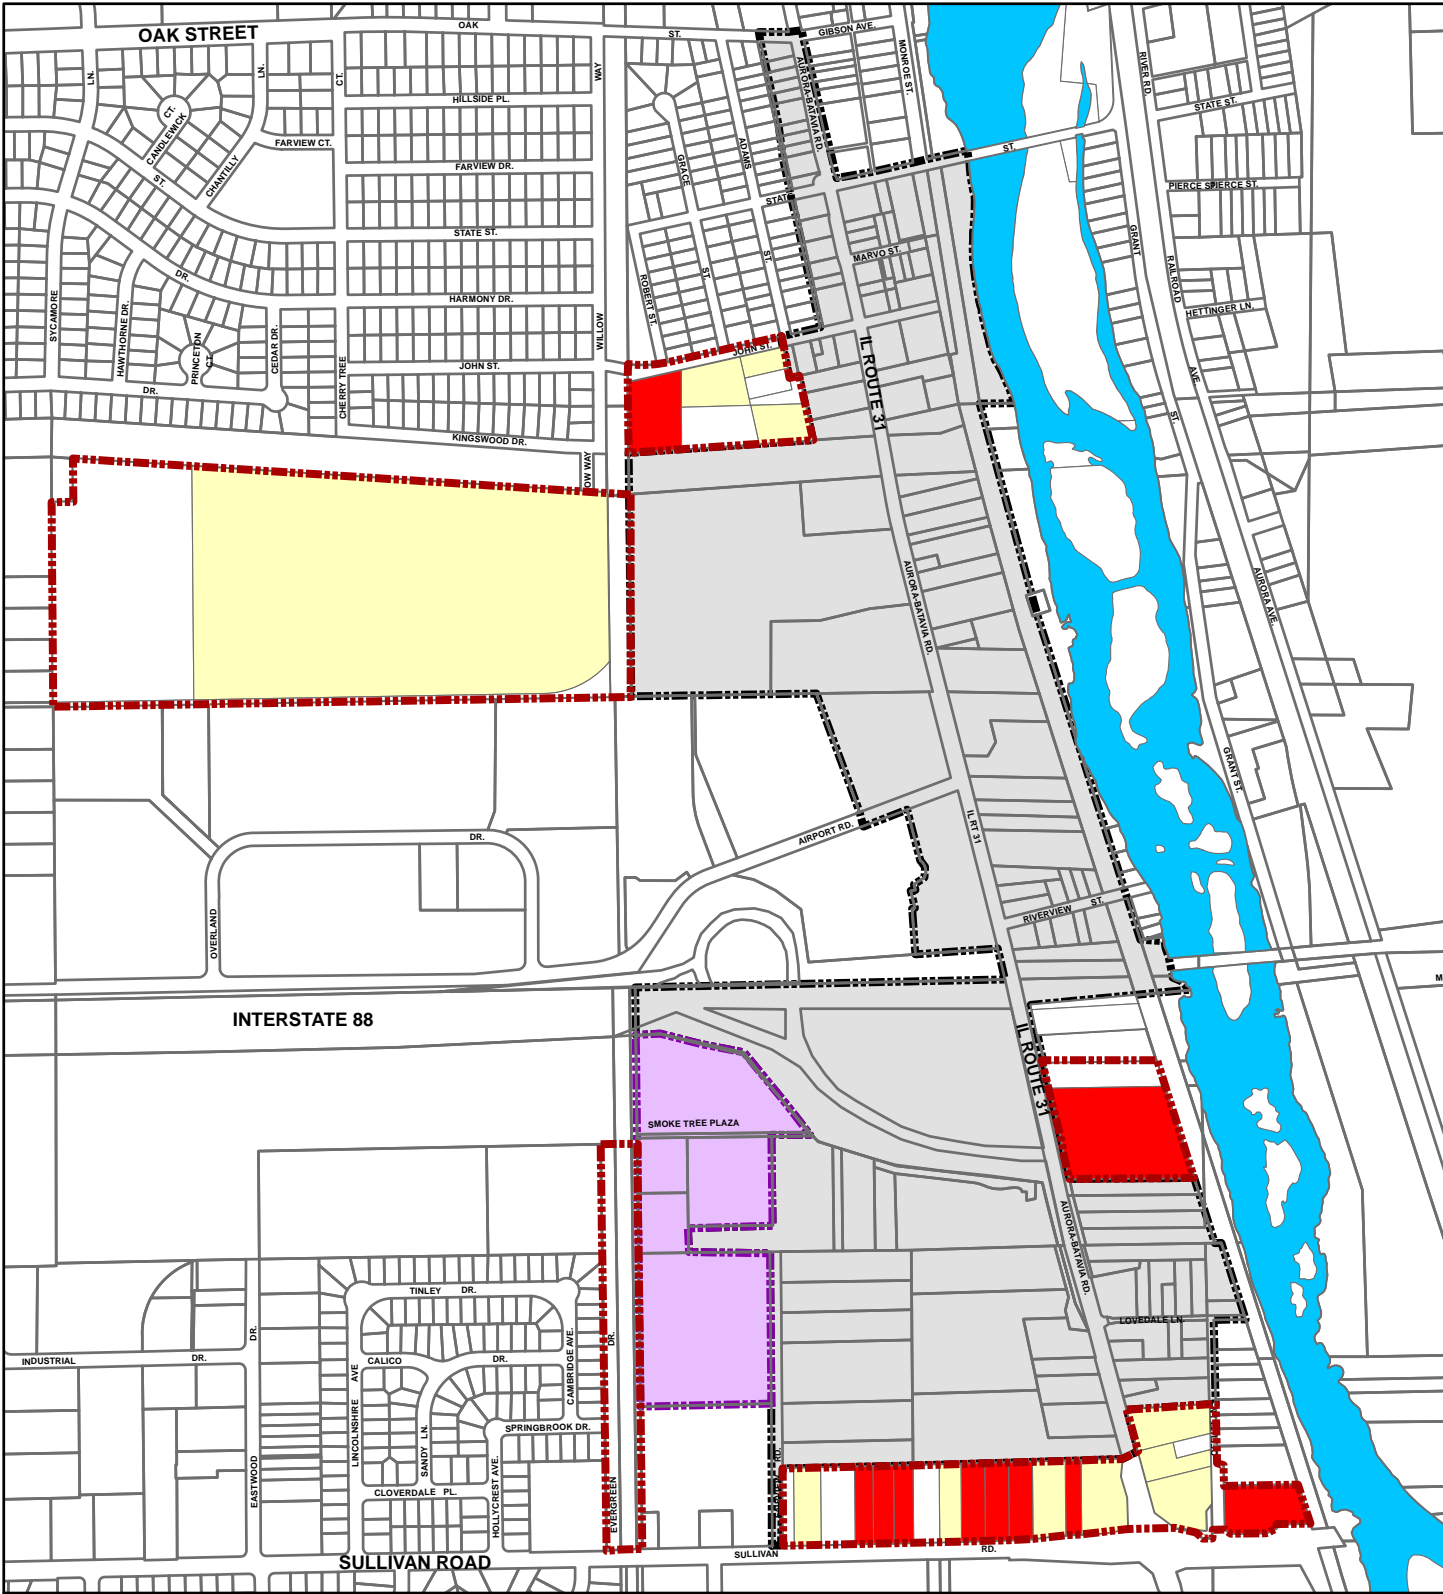 OAK STREET
OAK
ST.
GIBSON AVE.
LN.
LN.
CT.
WAY
AURORA-BATAVIA RD.
MONROE ST.
RIVER RD.
STATE ST.
HILLSIDE PL.
CT.
CANDLEWICK
FARVIEW CT.
ST.
CHANTILLY
FARVIEW DR.
GRACE
ADAMS
ST.
STATE
PIERCE ST.
PIERCE ST.
STATE ST.
GRANT
MARVO ST.
ST.
ST.
DR.
ROBERT ST.
RAILROAD
HARMONY DR.
HETTINGER LN.
SYCAMORE
HAWTHORNE DR.
PRINCETON
CT.
CEDAR DR.
WILLOW
JOHN ST.
IL ROUTE 31
JOHN ST.
CHERRY TREE
AVE.
DR.
ST.
KINGSWOOD DR.
OW WAY
AURORA-BATAVIA RD.
AURORA AVE.
GRANT ST.
AIRPORT RD.
IL RT 31
DR.
OVERLAND
RIVERVIEW
ST.
M
INTERSTATE 88
IL ROUTE 31
SMOKE TREE PLAZA
AURORA-BATAVIA RD.
TINLEY
DR.
LOVEDALE LN.
DR.
DR.
INDUSTRIAL
DR.
CALICO
DR.
CAMBRIDGE AVE.
LINCOLNSHIRE
AVE
SANDY LN.
SPRINGBROOK DR.
RD.
EASTWOOD
HOLLYCREST AVE.
EVERGREEN
CLOVERDALE PL.
SULLIVAN ROAD
SULLIVAN
RD.